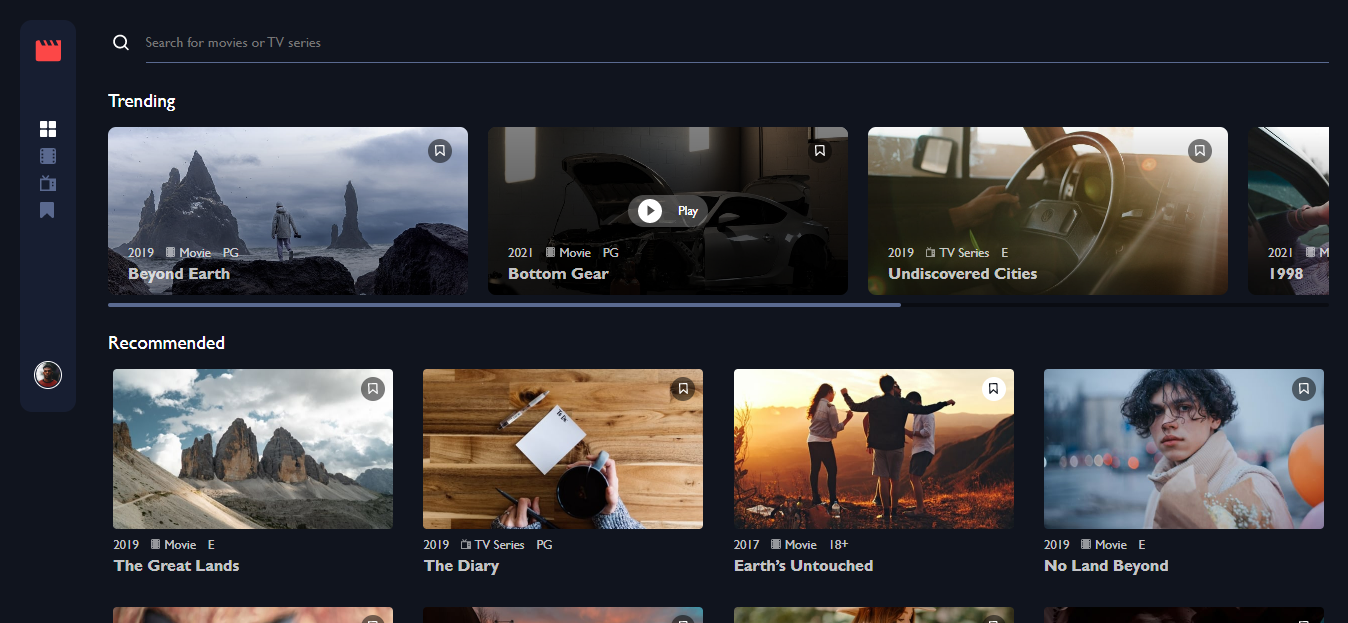 Search for movies or TV series
Trending
2019 Movie PG
Beyond Earth
Play
2021 Movie PG
Bottom Gear
2019 TV Series E
Undiscovered Cities
2021 M
1998
Recommended
To Do
2019 Movie E
The Great Lands
2019 TV Series PG
The Diary
2017 Movie 18+
Earth’s Untouched
2019 Movie E
No Land Beyond